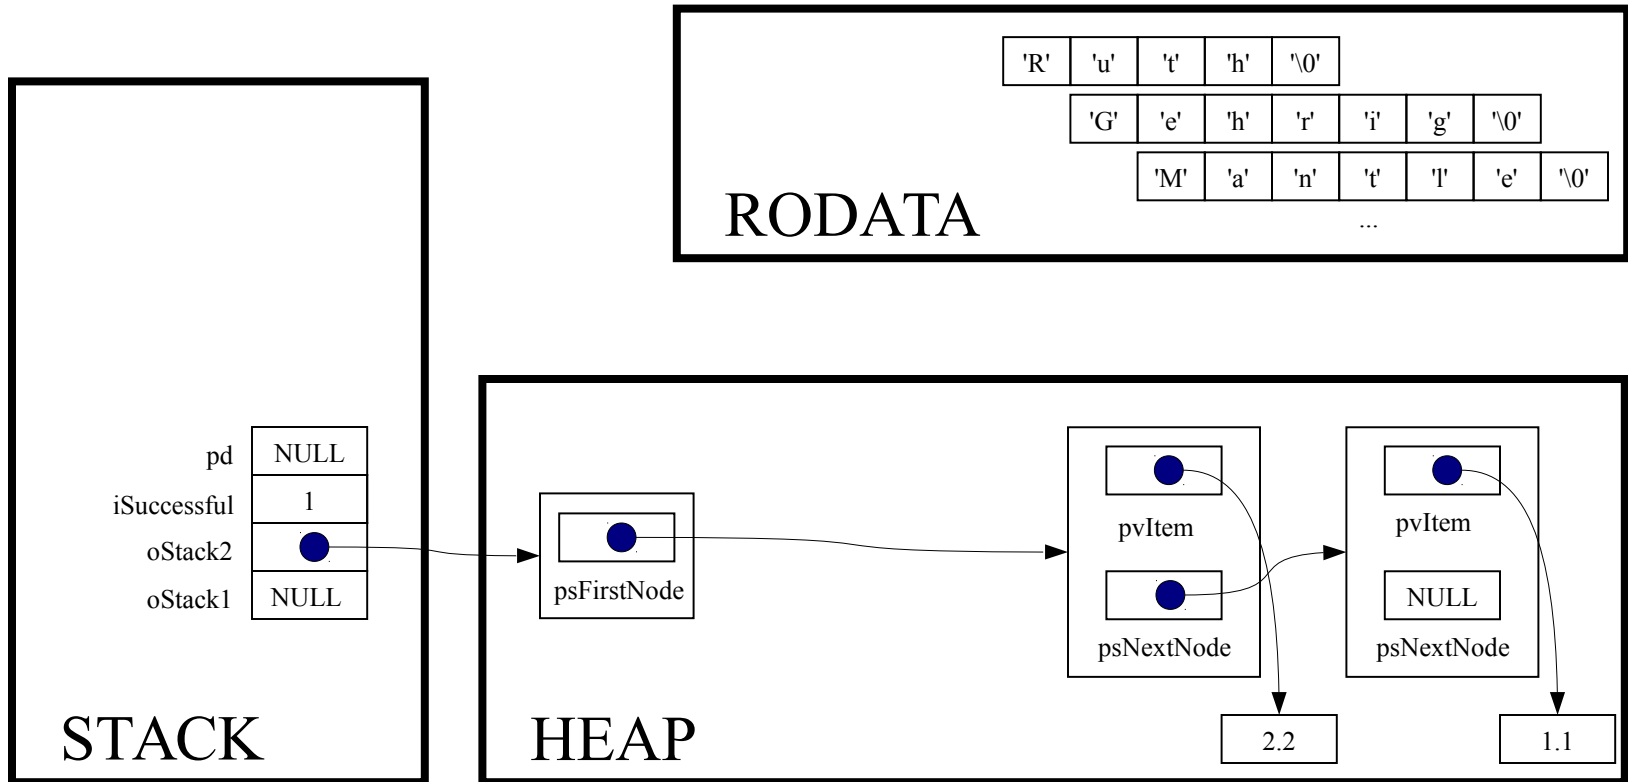 'R' 'u' 't' 'h' '\0'
'G' 'e' 'h' 'r' 'i' 'g' '\0'
'M' 'a' 'n' 't' 'l' 'e' '\0'
...
RODATA
pd NULL
iSuccessful 1
oStack2
oStack1 NULL
STACK
psFirstNode
pvItem
psNextNode
pvItem
NULL
psNextNode
2.2
1.1
HEAP